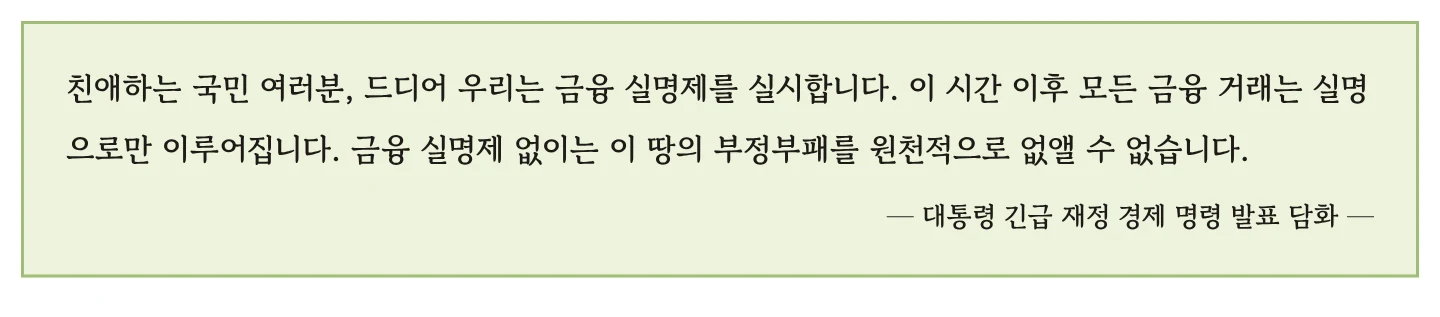 친애하는 국민 여러분, 드디어 우리는 금융 실명제를 실시합니다. 이 시간 이후 모든 금융 거래는 실명
으로만 이루어집니다. 금융 실명제 없이는 이 땅의 부정부패를 원천적으로 없앨 수 없습니다.
— 대통령 긴급 재정 경제 명령 발표 담화 —